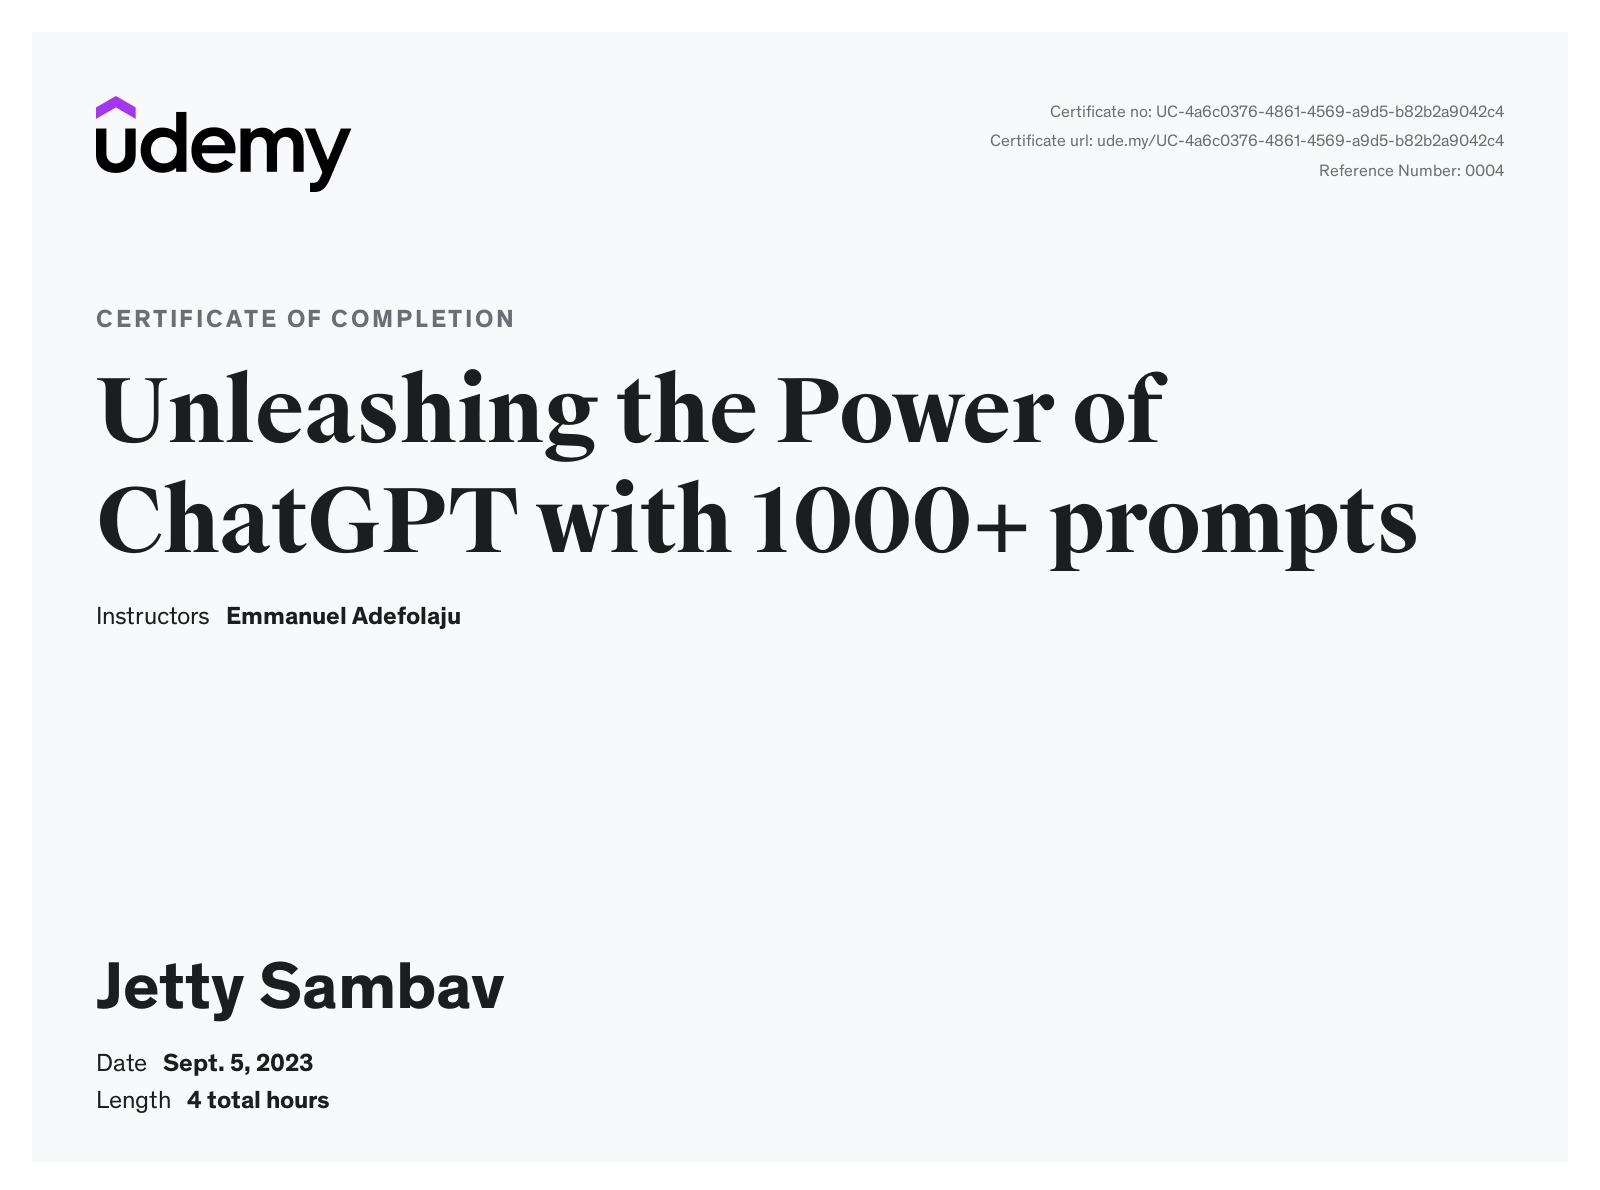 udemy
Certificate no: UC-4a6c0376-4861-4569-a9d5-b82b2a9042c4
Certificate url: ude.my/UC-4a6c0376-4861-4569-a9d5-b82b2a9042c4
Reference Number: 0004
CERTIFICATE OF COMPLETION
Unleashing the Power of
ChatGPT with 1000+ prompts
Instructors Emmanuel Adefolaju
Jetty Sambav
Date Sept. 5, 2023
Length 4 total hours